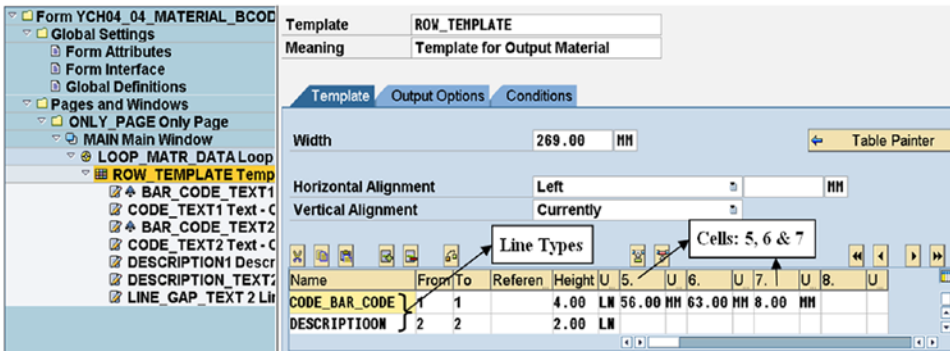 Form YCH04_04_MATERIAL_BCOD
Global Settings
Form Attributes
Form Interface
Global Definitions
Pages and Windows
ONLY_PAGE Only Page
MAIN Main Window
LOOP_MATR_DATA Loop
ROW_TEMPLATE Temp
BAR_CODE_TEXT1
CODE_TEXT1 Text - C
BAR_CODE_TEXT2
CODE_TEXT2 Text - C
DESCRIPTION1 Descr
DESCRIPTION_TEXT2
LINE_GAP_TEXT 2 Lin
Template ROW_TEMPLATE
Meaning Template for Output Material
Template Output Options Conditions
Width 269.00 MM Table Painter
Horizontal Alignment Left MM
Vertical Alignment Currently
Line Types
Cells: 5, 6 & 7
Name From To Referen Height U 5. U 6. U 7. U 8. U
CODE_BAR_CODE 1 1 4.00 LN 56.00 MM 63.00 MM 8.00 MM
DESCRIPTIOON 2 2 2.00 LN